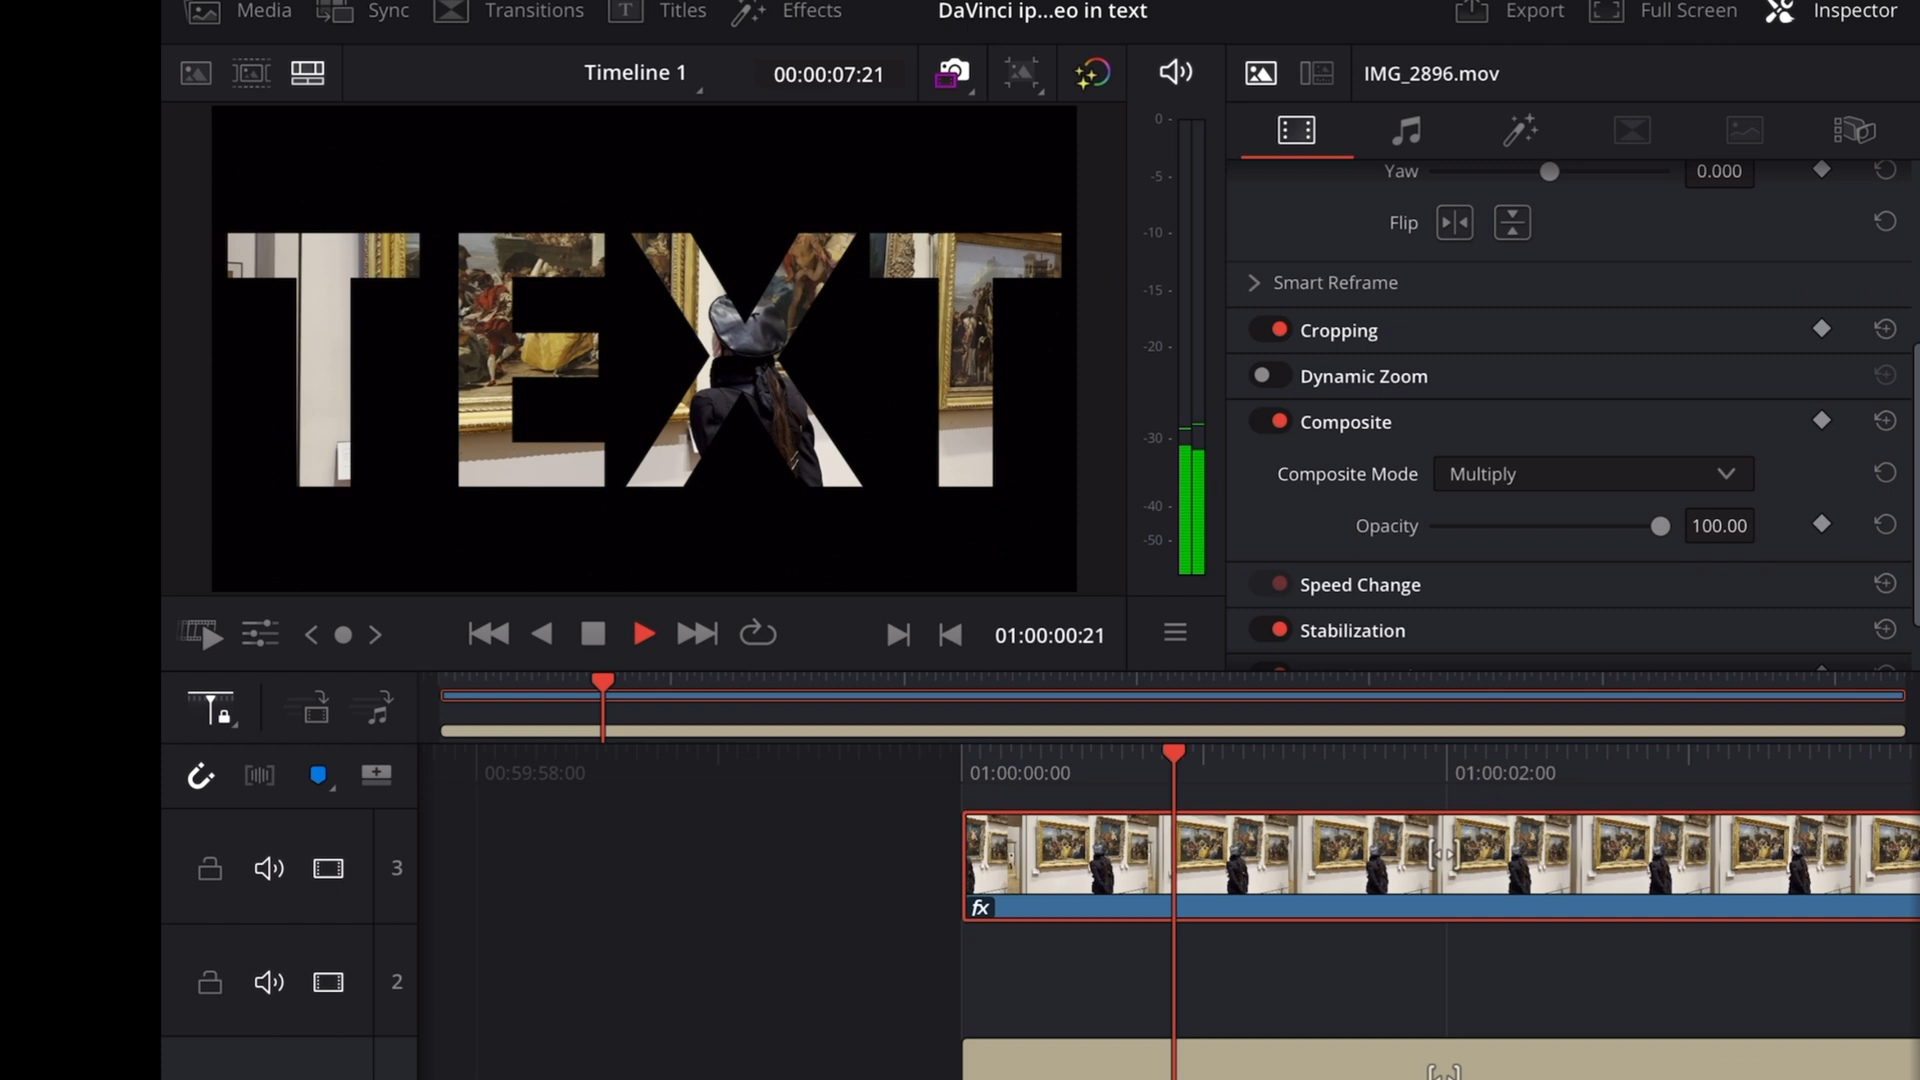 Media Sync Transitions T Titles Effects DaVinci ip...eo in text Export Full Screen Inspector
Timeline 1 00:00:07:21 IMG_2896.mov
TEXT
0 -
-5 -
-10 -
-15 -
-20 -
-30 -
-40 -
-50 -
Yaw 0.000
Flip
Smart Reframe
Cropping
Dynamic Zoom
Composite
Composite Mode Multiply
Opacity 100.00
Speed Change
Stabilization
01:00:00:21
00:59:58:00 01:00:00:00 01:00:02:00
3
fx
2